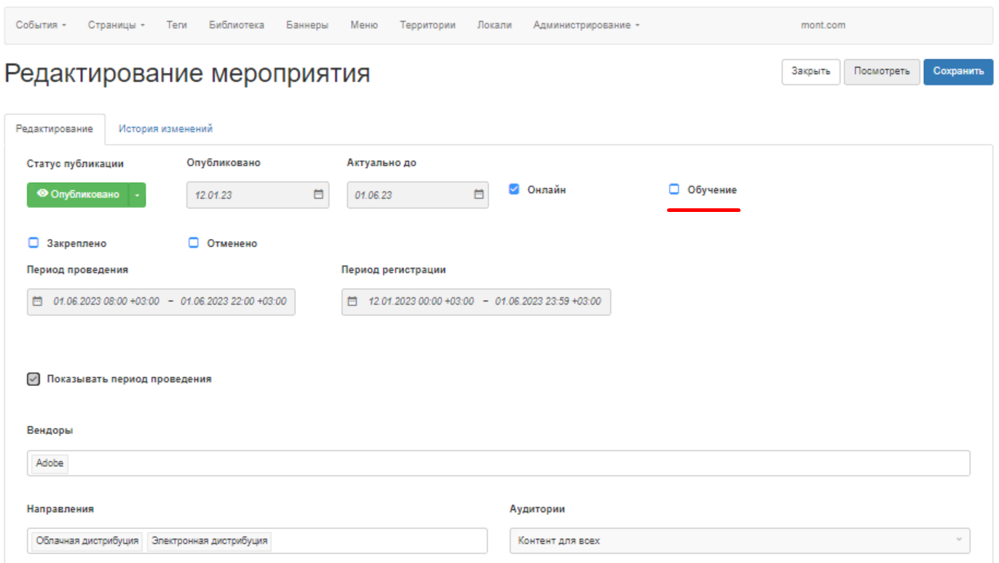 События Страницы Теги Библиотека Баннеры Меню Территории Локали Администрирование mont.com
Редактирование мероприятия Закрыть Посмотреть Сохранить
Редактирование История изменений
Статус публикации Опубликовано Актуально до
Опубликовано 12.01.23 01.06.23 Онлайн Обучение
Закреплено Отменено
Период проведения Период регистрации
01.06.2023 08:00 +03:00 – 01.06.2023 22:00 +03:00 12.01.2023 00:00 +03:00 – 01.06.2023 23:59 +03:00
Показывать период проведения
Вендоры
Adobe
Направления Аудитории
Облачная дистрибуция Электронная дистрибуция Контент для всех